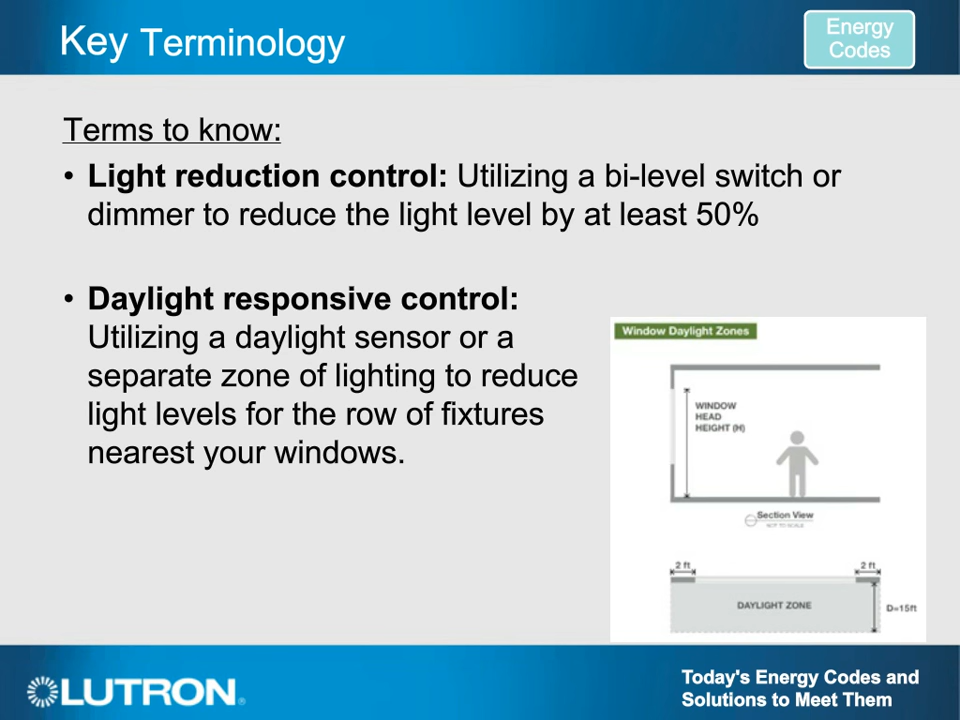 Key Terminology
Energy
Codes
Terms to know:
• Light reduction control: Utilizing a bi-level switch or
dimmer to reduce the light level by at least 50%
• Daylight responsive control:
Utilizing a daylight sensor or a
separate zone of lighting to reduce
light levels for the row of fixtures
nearest your windows.
Window Daylight Zones
WINDOW
HEAD
HEIGHT (H)
Section View
NOT TO SCALE
2 ft
2 ft
DAYLIGHT ZONE
D=15ft
LUTRON®
Today's Energy Codes and
Solutions to Meet Them